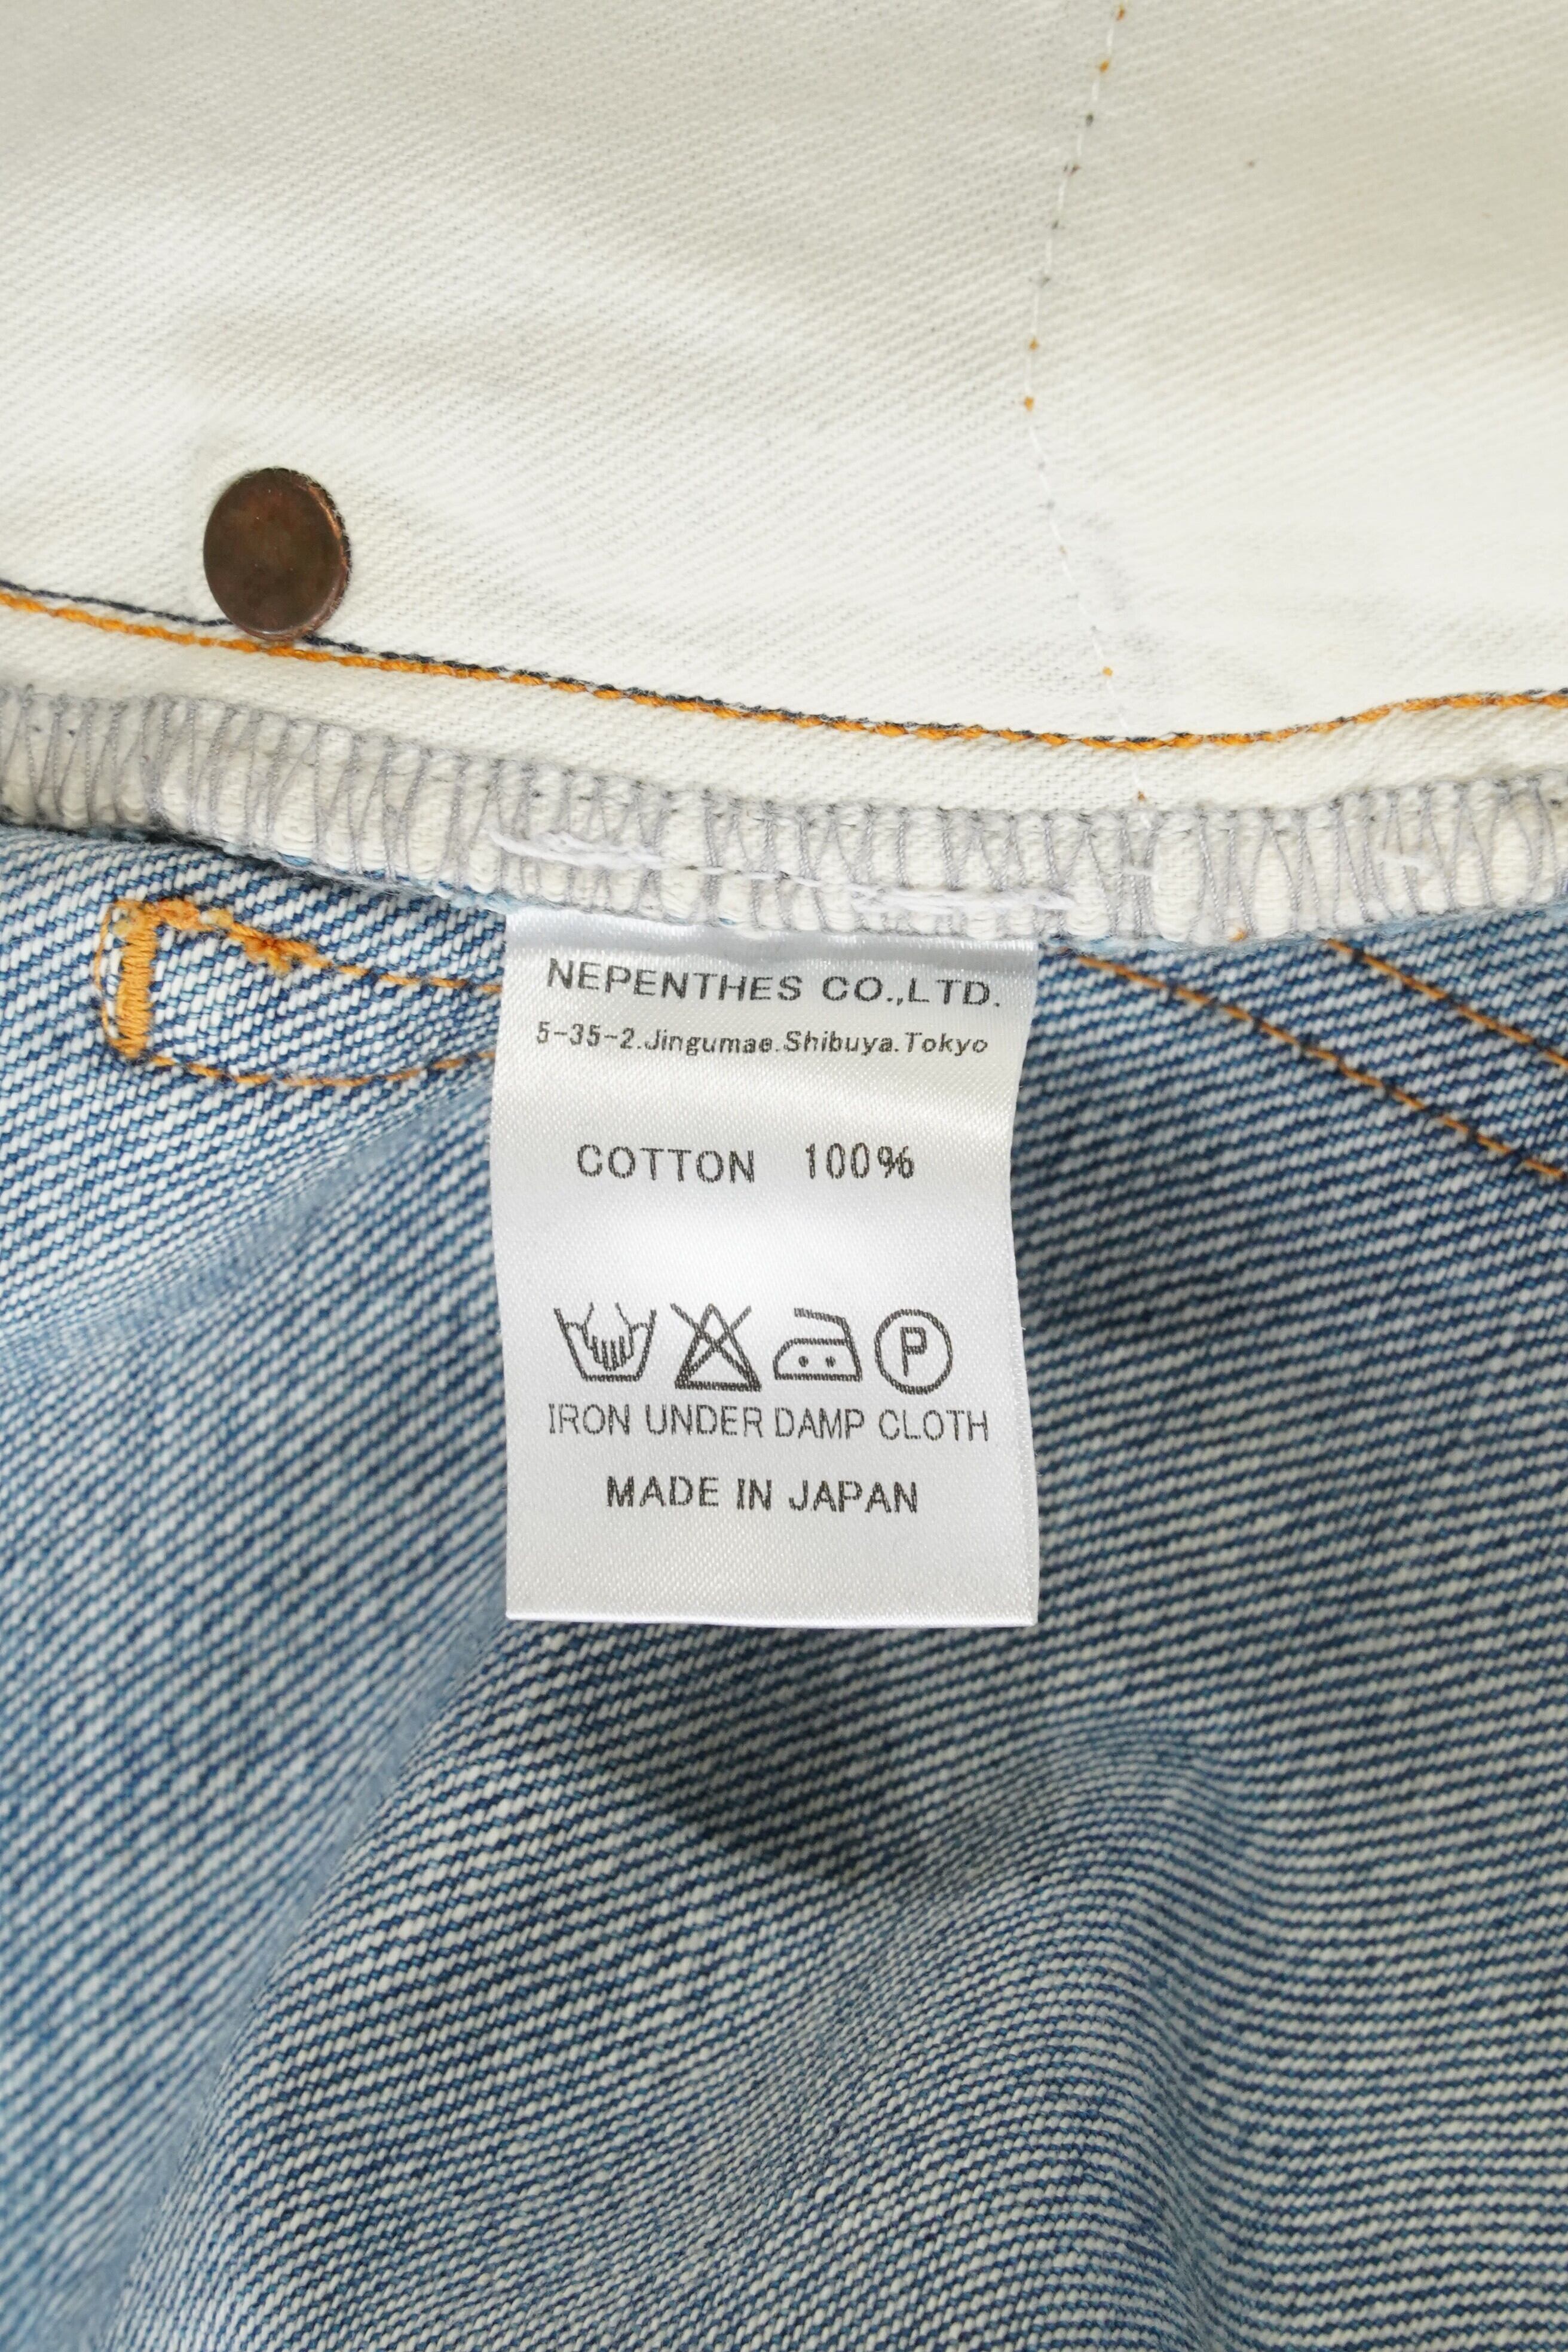 NEPENTHES CO.,LTD.
5-35-2.Jingumae.Shibuya.Tokyo
COTTON 100%
P
IRON UNDER DAMP CLOTH
MADE IN JAPAN